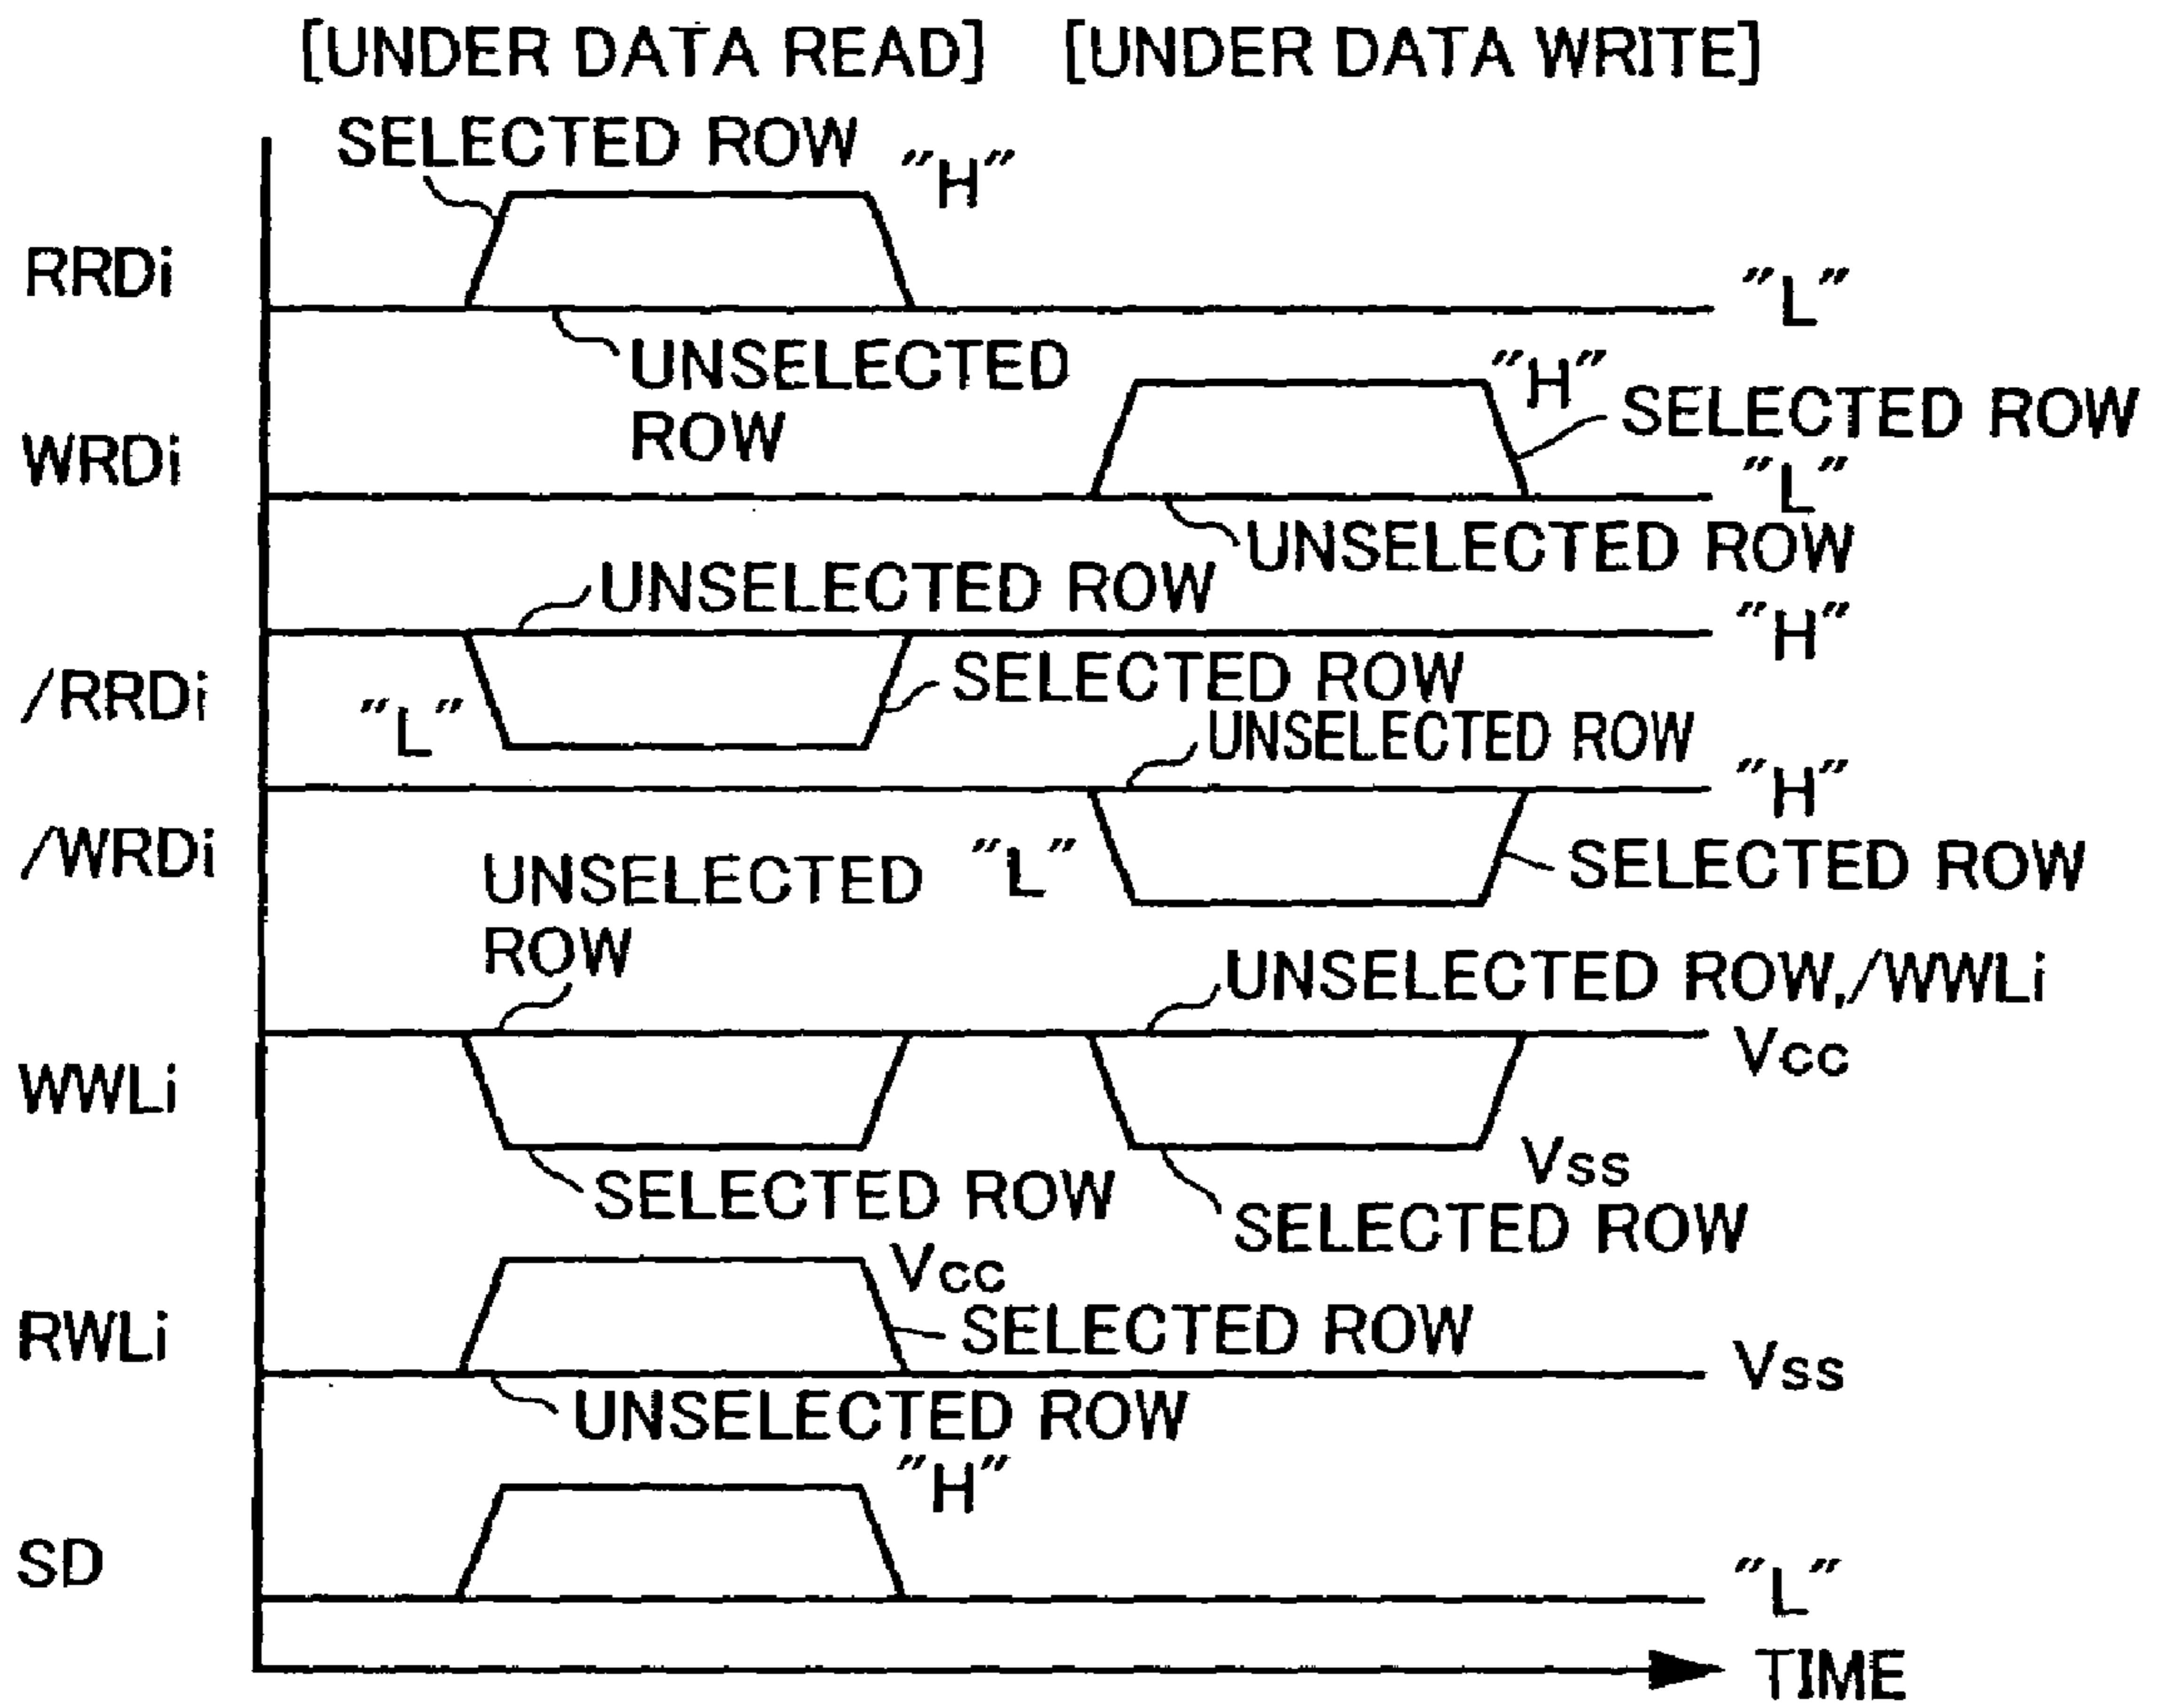 [UNDER DATA READ] [UNDER DATA WRITE]
SELECTED ROW "H"
RRDi "L"
UNSELECTED
ROW
"H"
SELECTED ROW
WRDi "L"
UNSELECTED ROW
UNSELECTED ROW "H"
/RRDi "L" SELECTED ROW
UNSELECTED ROW
"H"
/WRDi "L" SELECTED ROW
UNSELECTED
ROW
UNSELECTED ROW,/WWLi
Vcc
WWLi
Vss
SELECTED ROW
SELECTED ROW
Vcc
RWLi SELECTED ROW
Vss
UNSELECTED ROW
"H"
SD "L"
TIME